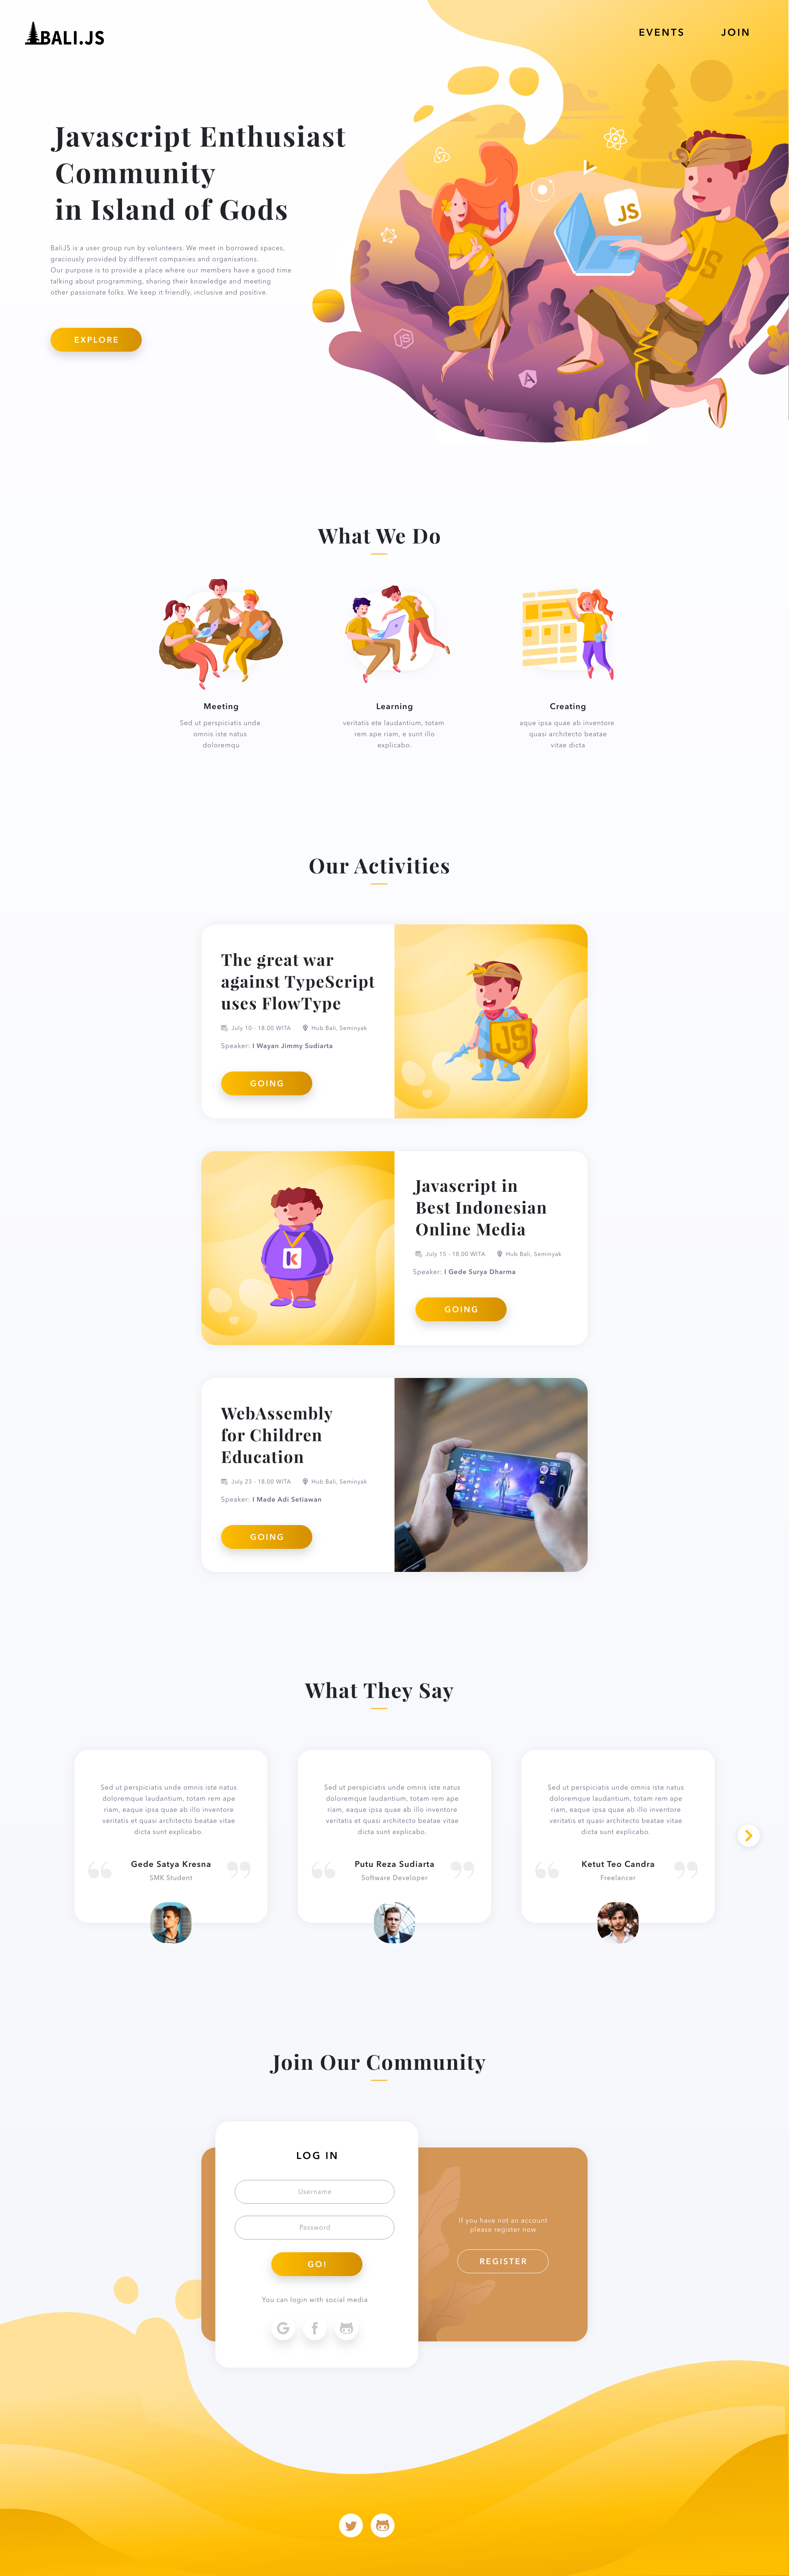 BALI.JS
EVENTS
JOIN
Javascript Enthusiast
Community
in Island of Gods
BaliJS is a user group run by volunteers. We meet in borrowed spaces,
graciously provided by different companies and organisations.
Our purpose is to provide a place where our members have a good time
talking about programming, sharing their knowledge and meeting
other passionate folks. We keep it friendly, inclusive and positive.
EXPLORE
JS
JS
JS
What We Do
Meeting
Sed ut perspiciatis unde
omnis iste natus
doloremqu
Learning
veritatis ete laudantium, totam
rem ape riam, e sunt illo
explicabo.
Creating
aque ipsa quae ab inventore
quasi architecto beatae
vitae dicta
Our Activities
The great war
against TypeScript
uses FlowType
July 10 - 18.00 WITA
Hub Bali, Seminyak
Speaker: I Wayan Jimmy Sudiarta
GOING
JS
K
Javascript in
Best Indonesian
Online Media
July 15 - 18.00 WITA
Hub Bali, Seminyak
Speaker: I Gede Surya Dharma
GOING
WebAssembly
for Children
Education
July 23 - 18.00 WITA
Hub Bali, Seminyak
Speaker: I Made Adi Setiawan
GOING
What They Say
Sed ut perspiciatis unde omnis iste natus
doloremque laudantium, totam rem ape
riam, eaque ipsa quae ab illo inventore
veritatis et quasi architecto beatae vitae
dicta sunt explicabo.
Gede Satya Kresna
SMK Student
Sed ut perspiciatis unde omnis iste natus
doloremque laudantium, totam rem ape
riam, eaque ipsa quae ab illo inventore
veritatis et quasi architecto beatae vitae
dicta sunt explicabo.
Putu Reza Sudiarta
Software Developer
Sed ut perspiciatis unde omnis iste natus
doloremque laudantium, totam rem ape
riam, eaque ipsa quae ab illo inventore
veritatis et quasi architecto beatae vitae
dicta sunt explicabo.
Ketut Teo Candra
Freelancer
Join Our Community
LOG IN
Username
Password
GO!
You can login with social media
If you have not an account
please register now
REGISTER